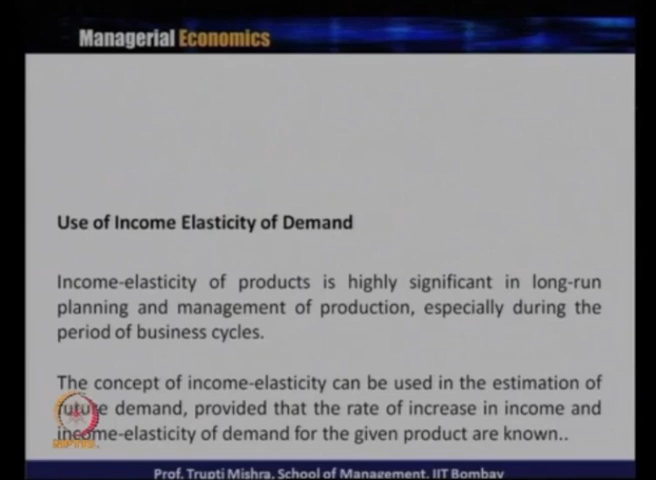 Managerial Economics
Use of Income Elasticity of Demand
Income-elasticity of products is highly significant in long-run
planning and management of production, especially during the
period of business cycles.
The concept of income-elasticity can be used in the estimation of
future demand, provided that the rate of increase in income and
income-elasticity of demand for the given product are known..
NPTEL
Prof. Trupti Mishra, School of Management, IIT Bombay